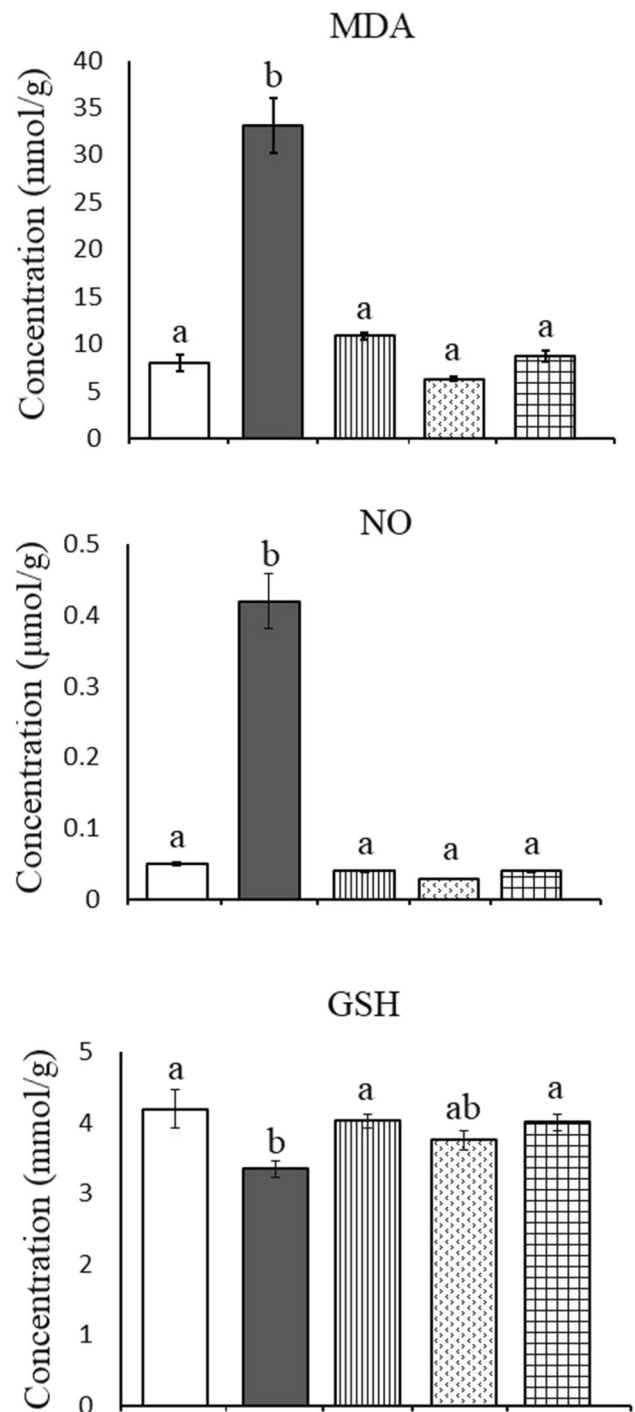 MDA
Concentration (nmol/g)
40
35
30
25
20
15
10
5
0
a
b
a
a
a
NO
Concentration (µmol/g)
0.5
0.4
0.3
0.2
0.1
0
a
b
a
a
a
GSH
Concentration (mmol/g)
5
4
3
2
1
0
a
b
a
ab
a